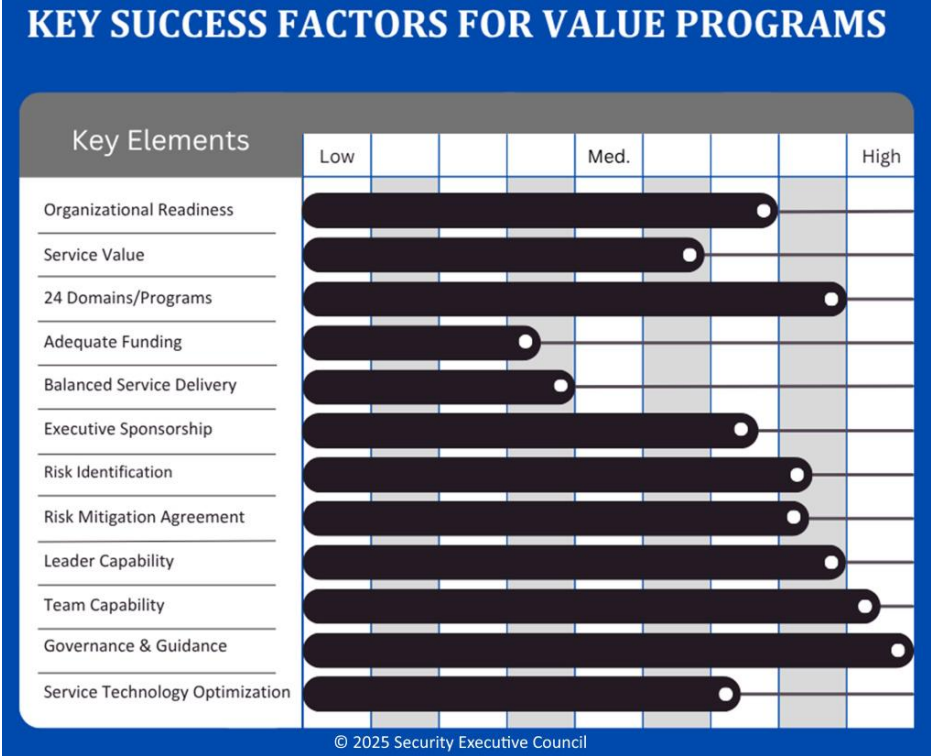 KEY SUCCESS FACTORS FOR VALUE PROGRAMS
Key Elements
Low
Med.
High
Organizational Readiness
Service Value
24 Domains/Programs
Adequate Funding
Balanced Service Delivery
Executive Sponsorship
Risk Identification
Risk Mitigation Agreement
Leader Capability
Team Capability
Governance & Guidance
Service Technology Optimization
© 2025 Security Executive Council